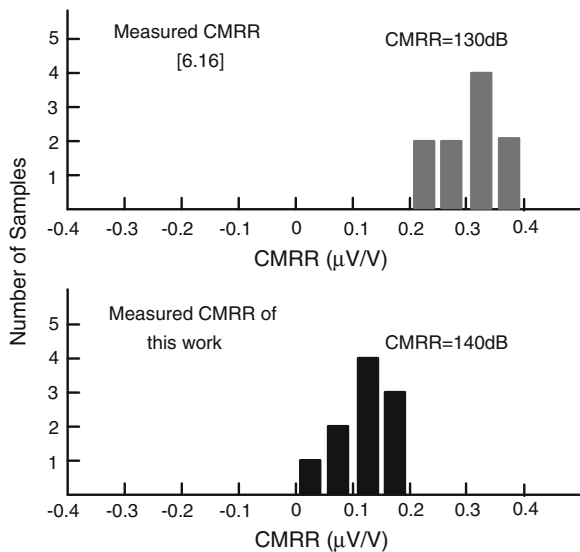 Number of Samples
5
4
3
2
1
Measured CMRR
[6.16]
CMRR=130dB
-0.4 -0.3 -0.2 -0.1 0 0.1 0.2 0.3 0.4
CMRR (μV/V)
5
4
3
2
1
Measured CMRR of
this work
CMRR=140dB
-0.4 -0.3 -0.2 -0.1 0 0.1 0.2 0.3 0.4
CMRR (μV/V)